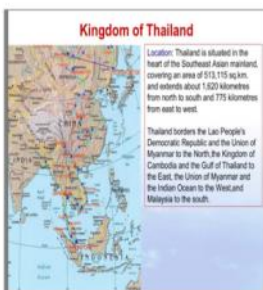 Kingdom of Thailand
Location: Thailand is situated in the
heart of the Southeast Asian mainland,
covering an area of 513,115 sq.km.
and extends about 1,620 kilometres
from north to south and 775 kilometres
from east to west.
Thailand borders the Lao People's
Democratic Republic and the Union of
Myanmar to the North, the Kingdom of
Cambodia and the Gulf of Thailand to
the East, the Union of Myanmar and
the Indian Ocean to the West,and
Malaysia to the south.
CHINA
INDIA
INDONESIA